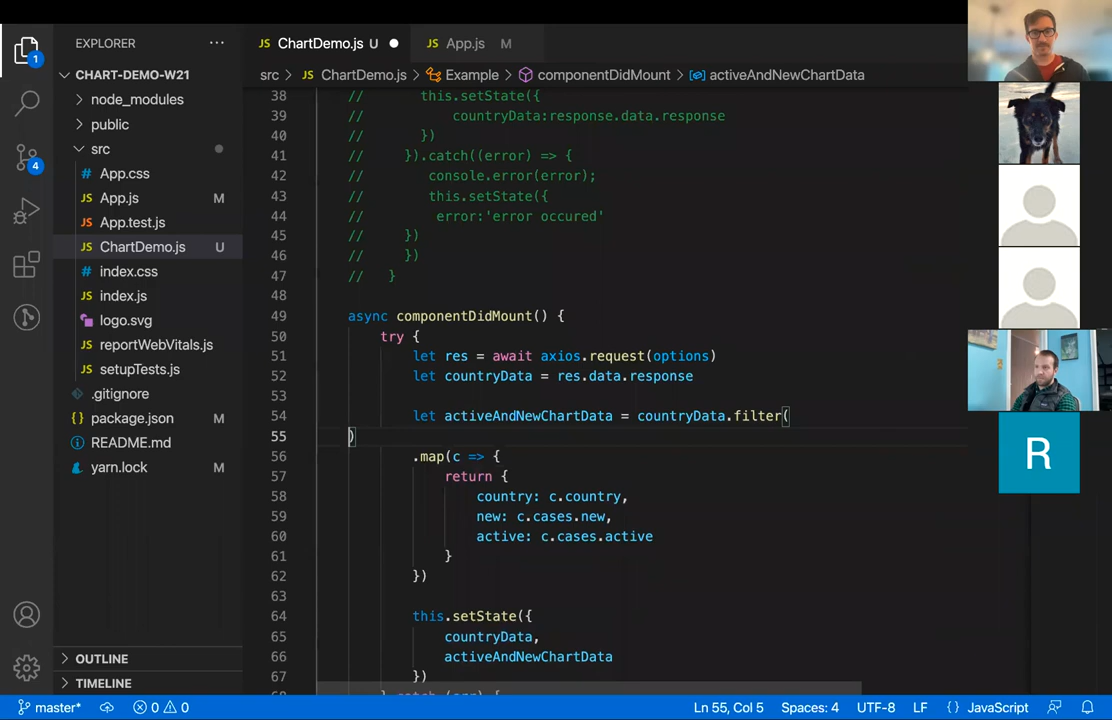 EXPLORER
ChartDemo.js U
App.js M
1
CHART-DEMO-W21
src > JS ChartDemo.js > Example > componentDidMount > activeAndNewChartData
node_modules
public
src
App.css
4
App.js M
App.test.js
ChartDemo.js U
index.css
index.js
logo.svg
reportWebVitals.js
setupTests.js
.gitignore
package.json
README.md
yarn.lock M
OUTLINE
TIMELINE
38 // this.setState({
39 // countryData:response.data.response
40 // })
41 // }).catch((error) => {
42 // console.error(error);
43 // this.setState({
44 // error:'error occured'
45 // })
46 // })
47 // }
48
49 async componentDidMount() {
50 try {
51 let res = await axios.request(options)
52 let countryData = res.data.response
53
54 let activeAndNewChartData = countryData.filter(
55 )
56 .map(c => {
57 return {
58 country: c.country,
59 new: c.cases.new,
60 active: c.cases.active
61 }
62 })
63
64 this.setState({
65 countryData,
66 activeAndNewChartData
67 })
R
master* 0 0 Ln 55, Col 5 Spaces: 4 UTF-8 LF {} JavaScript